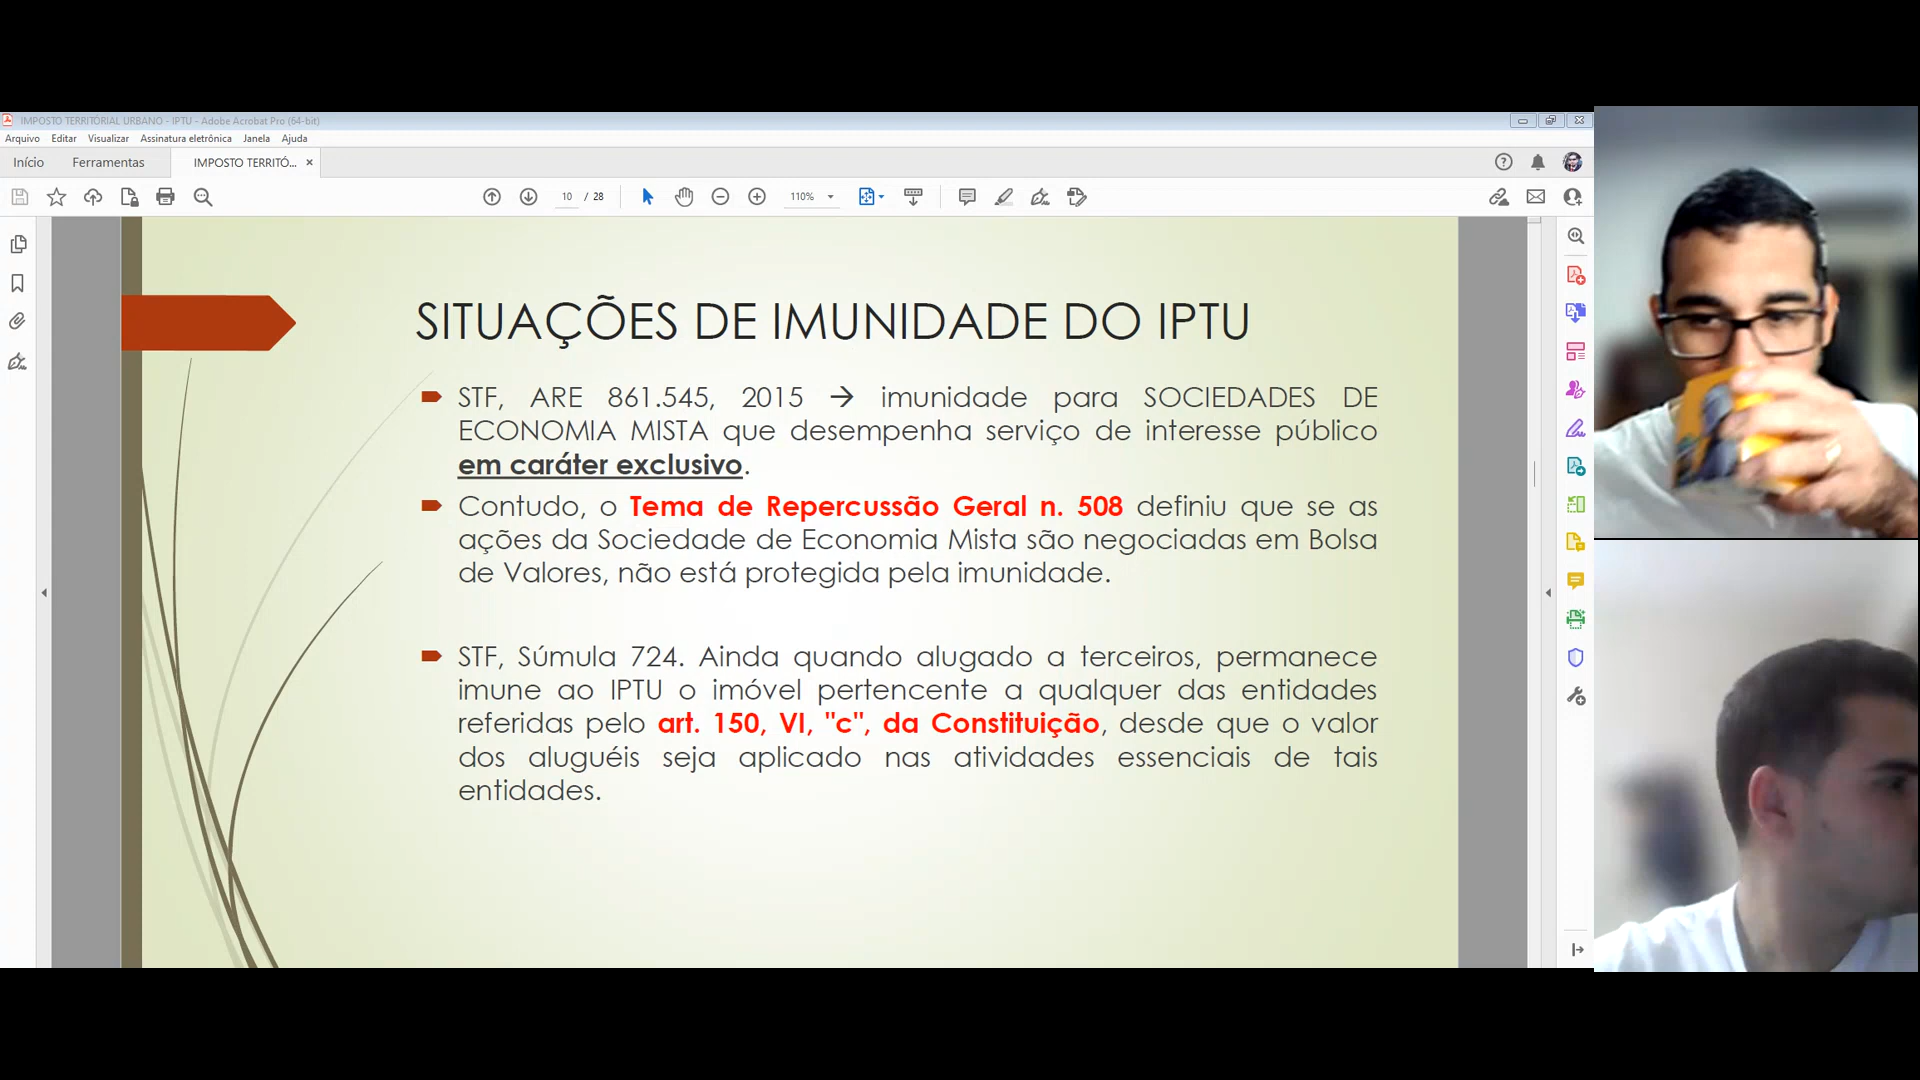 IMPOSTO TERRITÓRIAL URBANO - IPTU - Adobe Acrobat Pro (64-bit)
Arquivo Editar Visualizar Assinatura eletrônica Janela Ajuda
Início Ferramentas IMPOSTO TERRITÓ... ×
10 / 28 110%
SITUAÇÕES DE IMUNIDADE DO IPTU
STF, ARE 861.545, 2015 → imunidade para SOCIEDADES DE
ECONOMIA MISTA que desempenha serviço de interesse público
em caráter exclusivo.
Contudo, o Tema de Repercussão Geral n. 508 definiu que se as
ações da Sociedade de Economia Mista são negociadas em Bolsa
de Valores, não está protegida pela imunidade.
STF, Súmula 724. Ainda quando alugado a terceiros, permanece
imune ao IPTU o imóvel pertencente a qualquer das entidades
referidas pelo art. 150, VI, "c", da Constituição, desde que o valor
dos aluguéis seja aplicado nas atividades essenciais de tais
entidades.